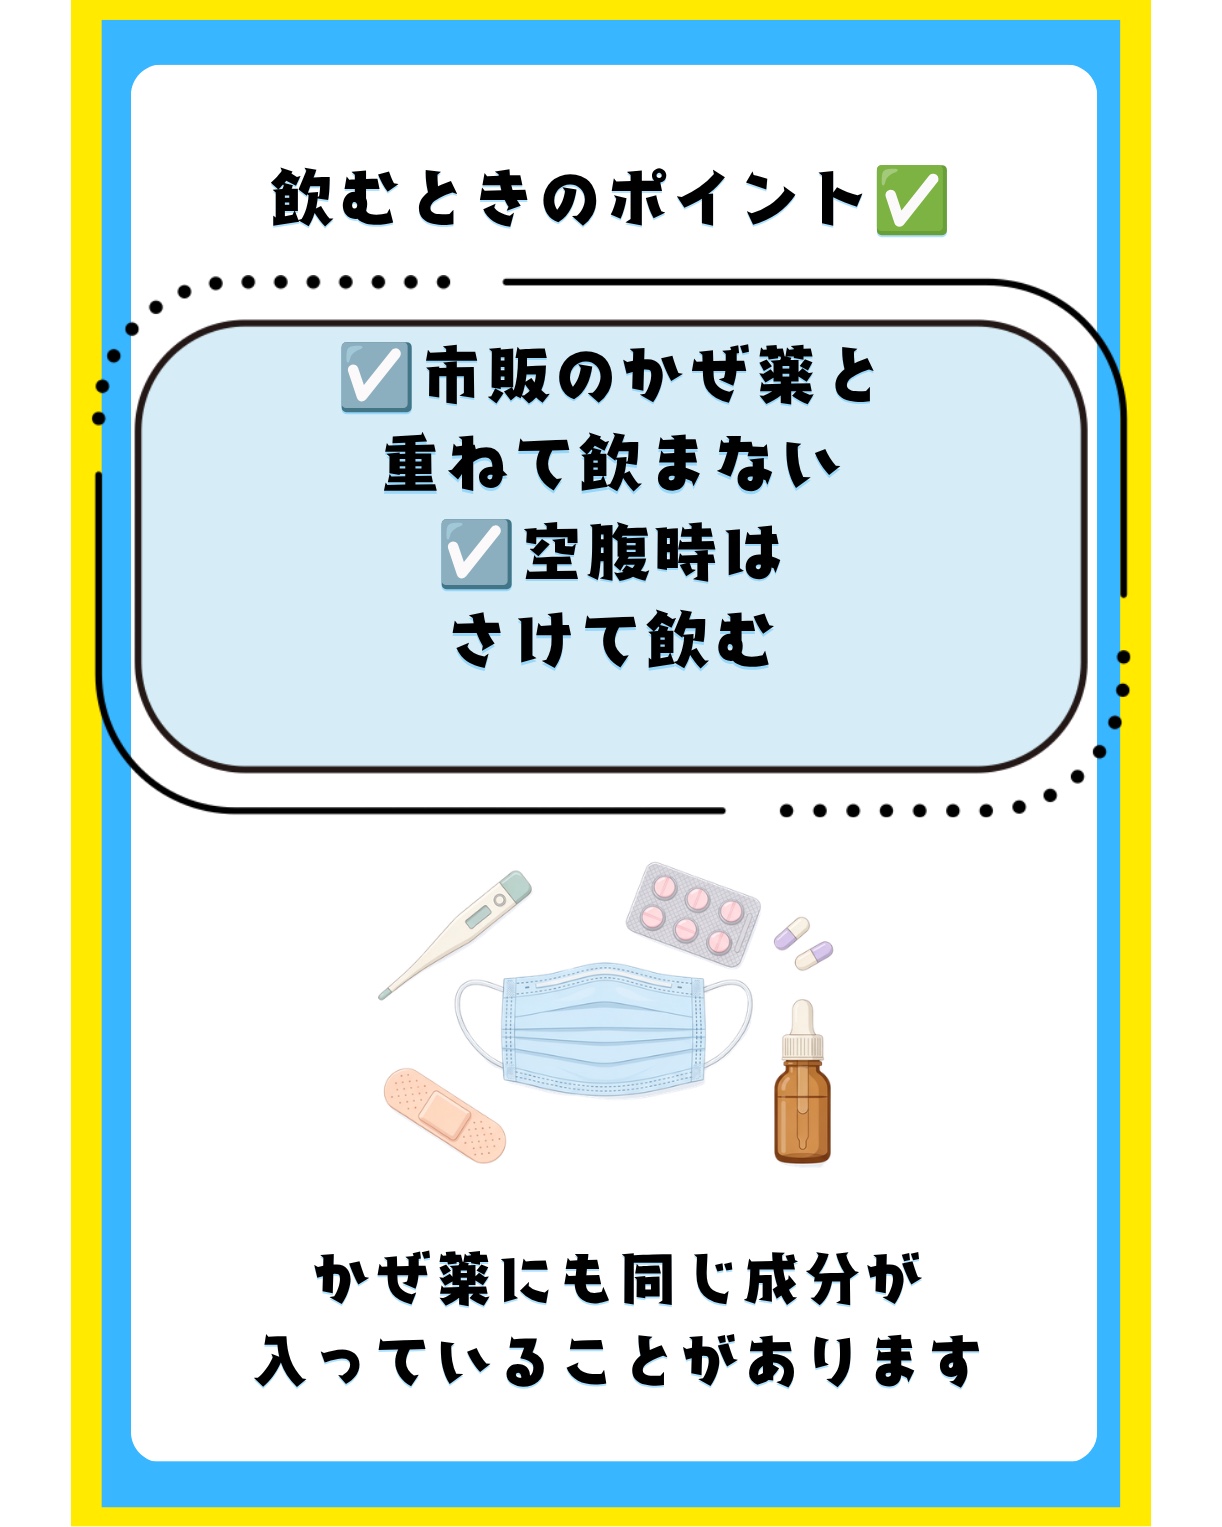 飲むときのポイント✅
☑️市販のかぜ薬と
重ねて飲まない
☑️空腹時は
さけて飲む
かぜ薬にも同じ成分が
入っていることがあります